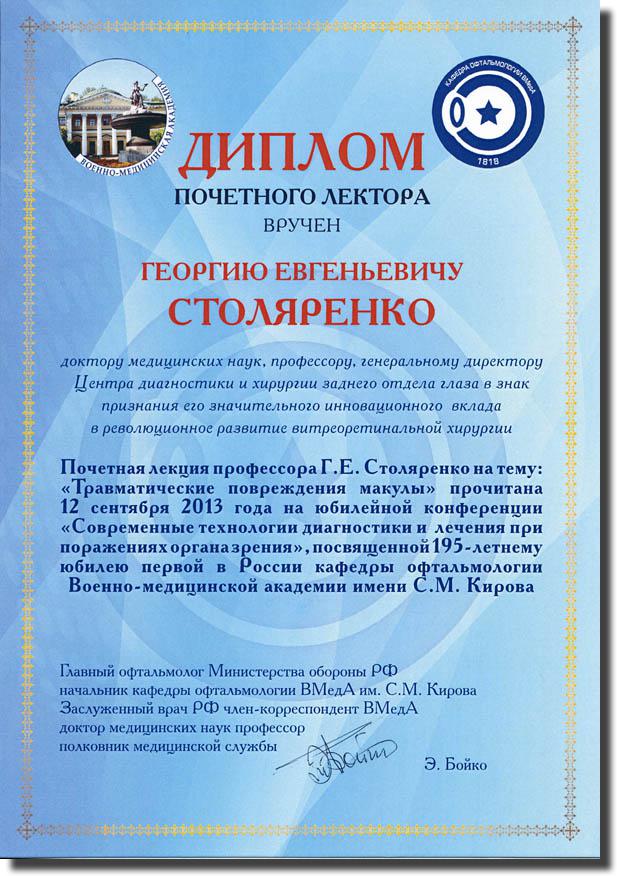 ВОЕННО-МЕДИЦИНСКАЯ АКАДЕМИЯ
КАФЕДРА ОФТАЛЬМОЛОГИИ ВМедА
1818
ДИПЛОМ
ПОЧЕТНОГО ЛЕКТОРА
ВРУЧЕН
ГЕОРГИЮ ЕВГЕНЬЕВИЧУ
СТОЛЯРЕНКО
доктору медицинских наук, профессору, генеральному директору
Центра диагностики и хирургии заднего отдела глаза в знак
признания его значительного инновационного вклада
в революционное развитие витреоретинальной хирургии
Почетная лекция профессора Г.Е. Столяренко на тему:
«Травматические повреждения макулы» прочитана
12 сентября 2013 года на юбилейной конференции
«Современные технологии диагностики и лечения при
поражениях органа зрения», посвященной 195-летнему
юбилею первой в России кафедры офтальмологии
Военно-медицинской академии имени С.М. Кирова
Главный офтальмолог Министерства обороны РФ
начальник кафедры офтальмологии ВМедА им. С.М. Кирова
Заслуженный врач РФ член-корреспондент ВМедА
доктор медицинских наук профессор
полковник медицинской службы
Э. Бойко